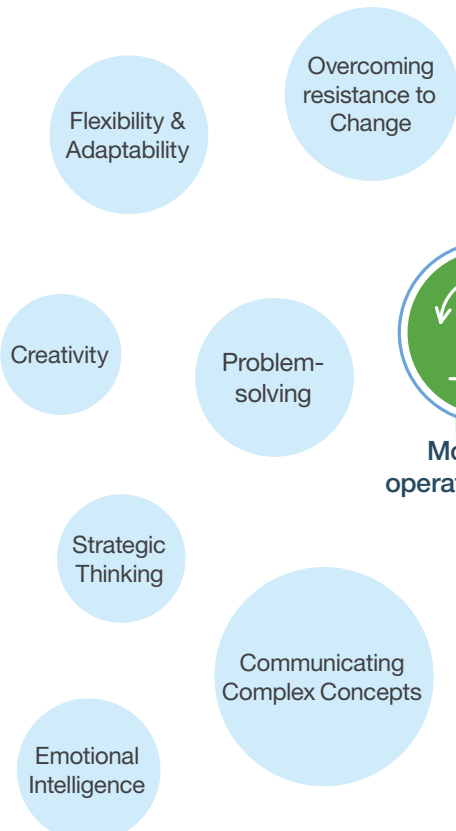 Overcoming
resistance to
Change
Flexibility &
Adaptability
Creativity
Problem-
solving
Strategic
Thinking
Communicating
Complex Concepts
Emotional
Intelligence